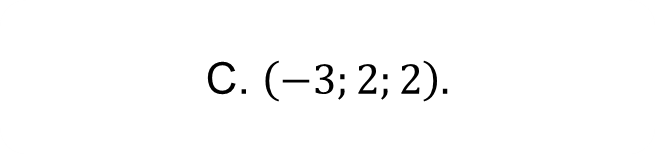 C. (−3; 2; 2).